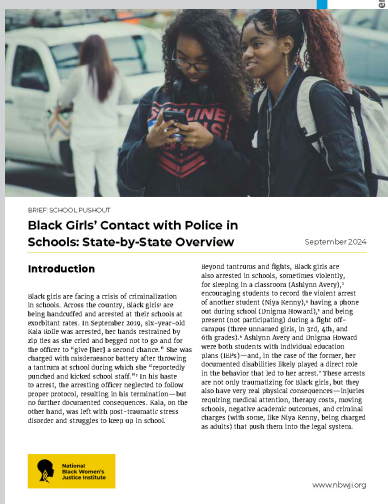 er
SKYLINE
BRIEF: SCHOOL PUSHOUT
Black Girls’ Contact with Police in
Schools: State-by-State Overview
September 2024
Introduction
Black girls are facing a crisis of criminalization
in schools. Across the country, Black girls¹ are
being handcuffed and arrested at their schools at
exorbitant rates. In September 2019, six-year-old
Kaia Rolle was arrested, her hands restrained by
zip ties as she cried and begged not to go and for
the officer to “give [her] a second chance.” She was
charged with misdemeanor battery after throwing
a tantrum at school during which she “reportedly
punched and kicked school staff.”² In his haste
to arrest, the arresting officer neglected to follow
proper protocol, resulting in his termination—but
no further documented consequences. Kaia, on the
other hand, was left with post-traumatic stress
disorder and struggles to keep up in school.
Beyond tantrums and fights, Black girls are
also arrested in schools, sometimes violently,
for sleeping in a classroom (Ashlynn Avery),³
encouraging students to record the violent arrest
of another student (Niya Kenny),⁴ having a phone
out during school (Dnigma Howard),⁵ and being
present (not participating) during a fight off-
campus (three unnamed girls, in 3rd, 4th, and
6th grades).⁶ Ashlynn Avery and Dnigma Howard
were both students with individual education
plans (IEPs)—and, in the case of the former, her
documented disabilities likely played a direct role
in the behavior that led to her arrest.⁷ These arrests
are not only traumatizing for Black girls, but they
also have very real physical consequences—injuries
requiring medical attention, therapy costs, moving
schools, negative academic outcomes, and criminal
charges (with some, like Niya Kenny, being charged
as adults) that push them into the legal system.
National
Black Women's
Justice Institute
www.nbwji.org